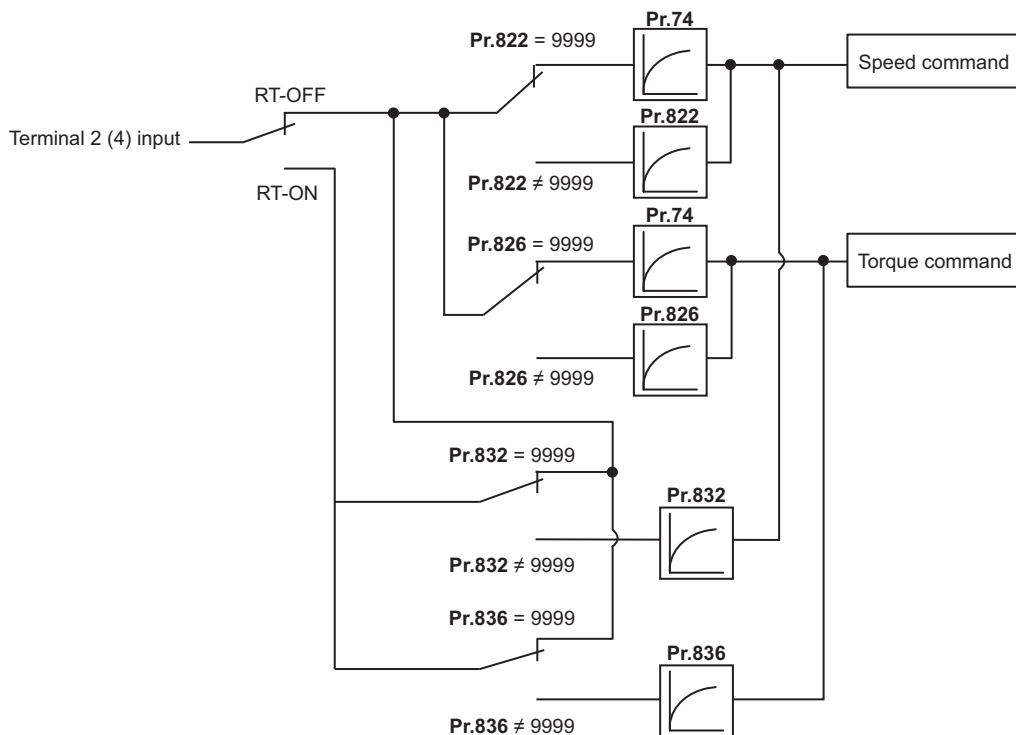 Pr.74
Pr.822 = 9999
Speed command
RT-OFF
Pr.822
Terminal 2 (4) input
Pr.822 ≠ 9999
RT-ON
Pr.74
Pr.826 = 9999
Torque command
Pr.826
Pr.826 ≠ 9999
Pr.832 = 9999
Pr.832
Pr.832 ≠ 9999
Pr.836 = 9999
Pr.836
Pr.836 ≠ 9999